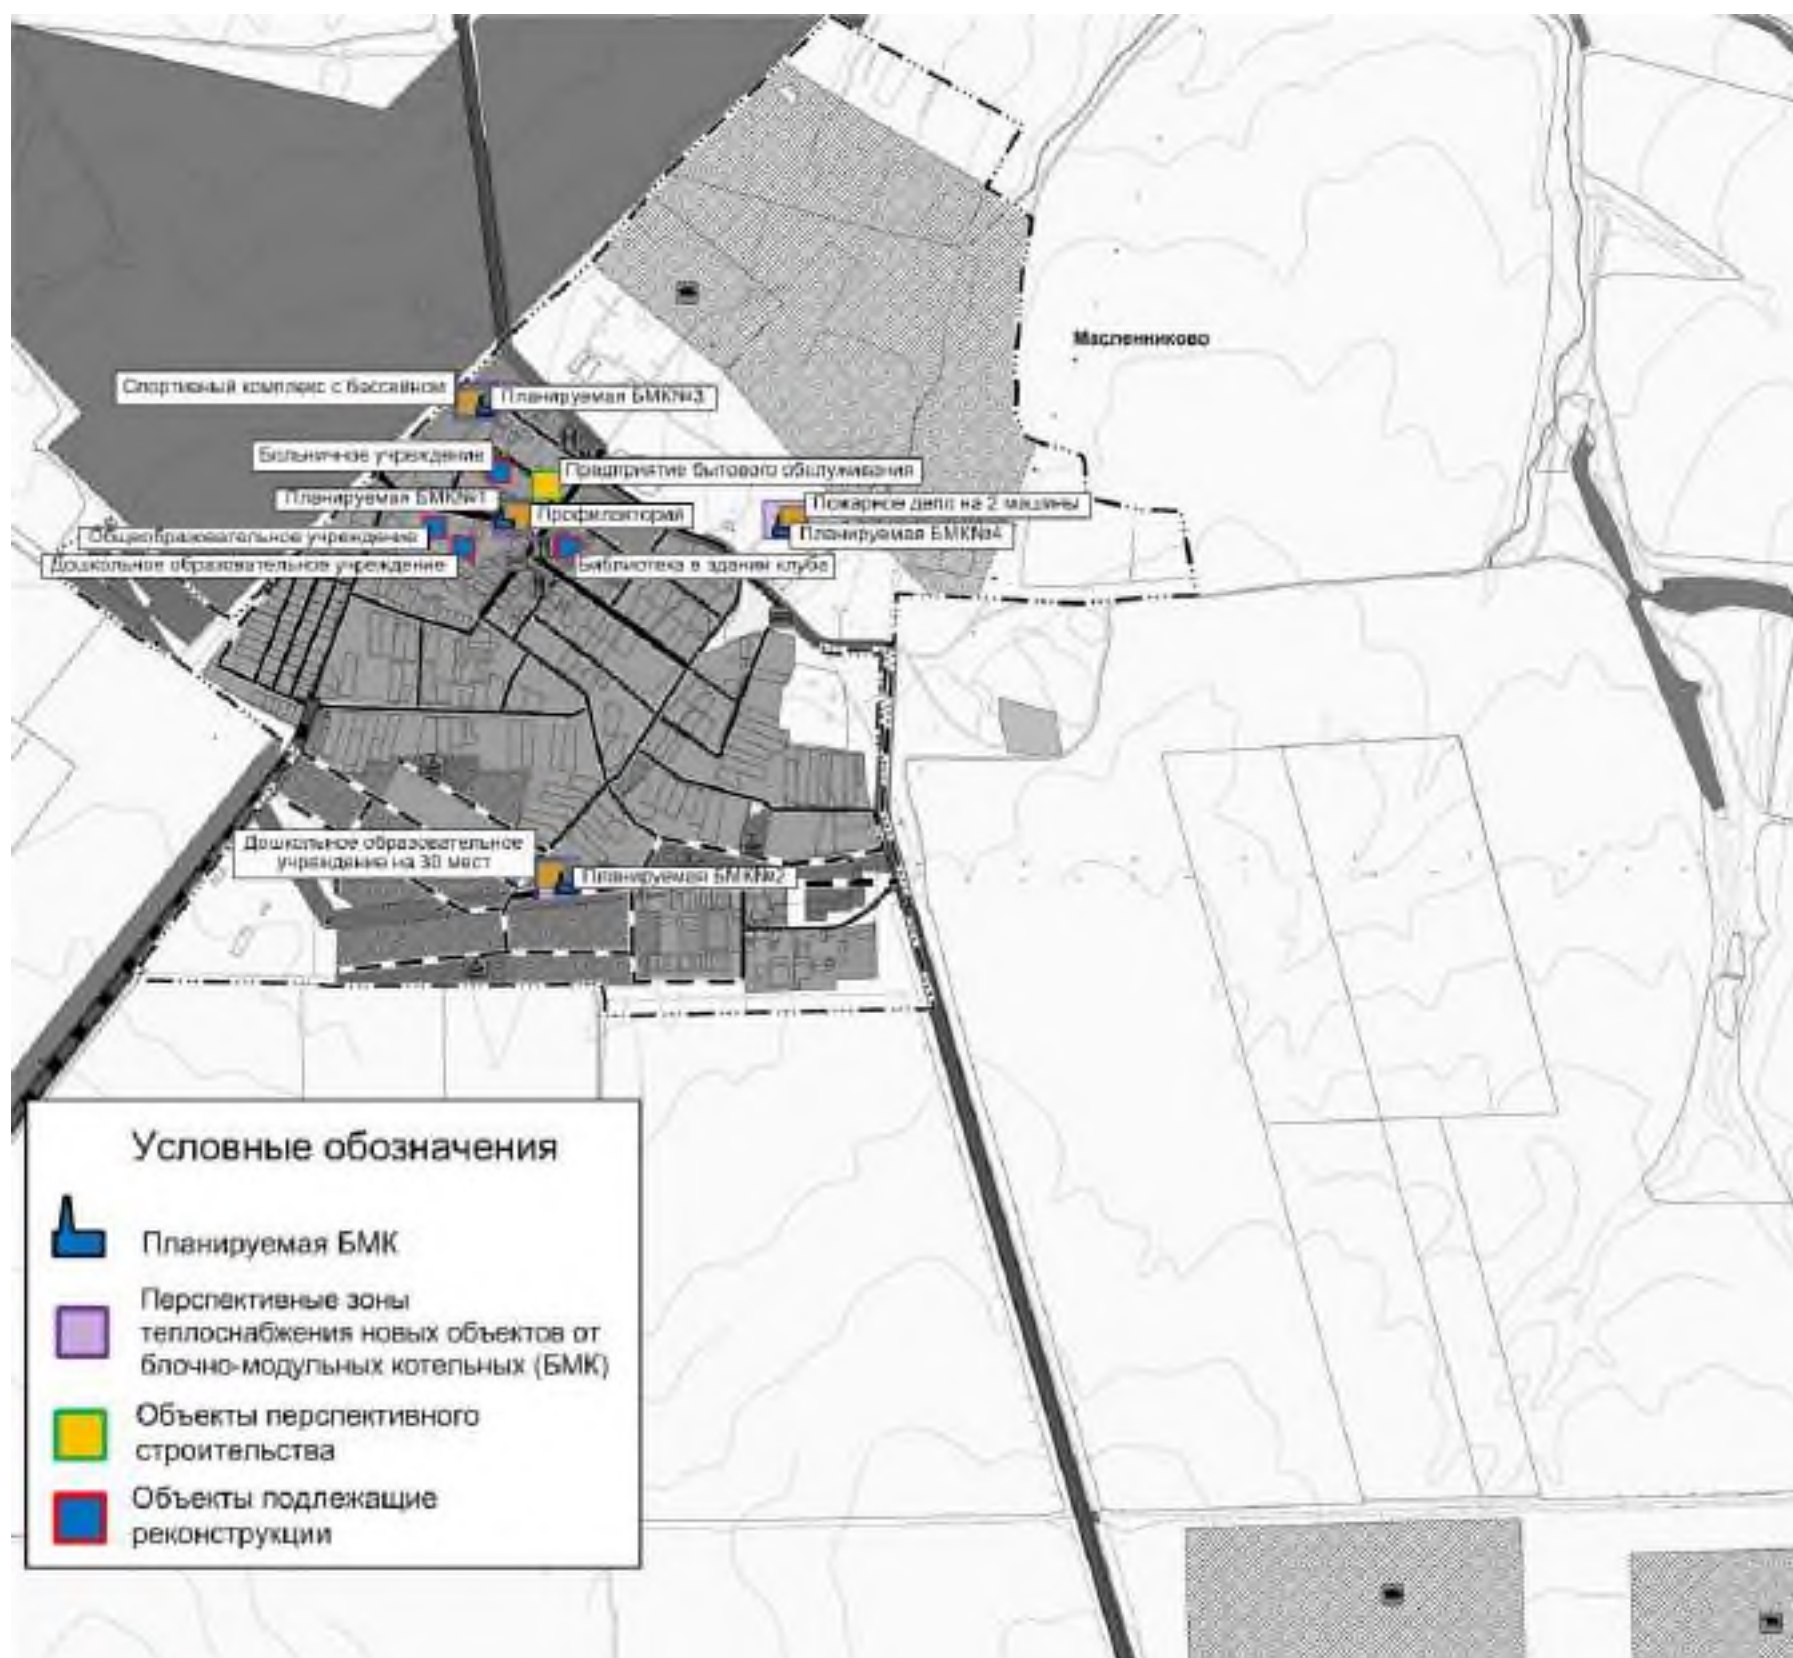 Масленниково
Спортивный комплекс с бассейном
Планируемая БМК№3
Больничное учреждение
Предприятие бытового обслуживания
Планируемая БМК№1
Профилакторий
Пожарное депо на 2 машины
Общеобразовательное учреждение
Планируемая БМК№4
Дошкольное образовательное учреждение
Библиотека в здании клуба
Дошкольное образовательное
учреждение на 30 мест
Планируемая БМК№2
Условные обозначения
Планируемая БМК
Перспективные зоны
теплоснабжения новых объектов от
блочно-модульных котельных (БМК)
Объекты перспективного
строительства
Объекты подлежащие
реконструкции